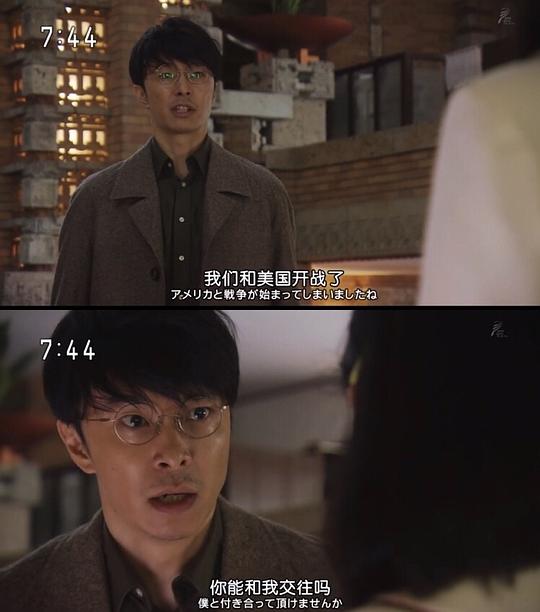 7:44
我们和美国开战了
アメリカと戦争が始まってしまいましたね
7:44
你能和我交往吗
僕と付き合って頂けませんか